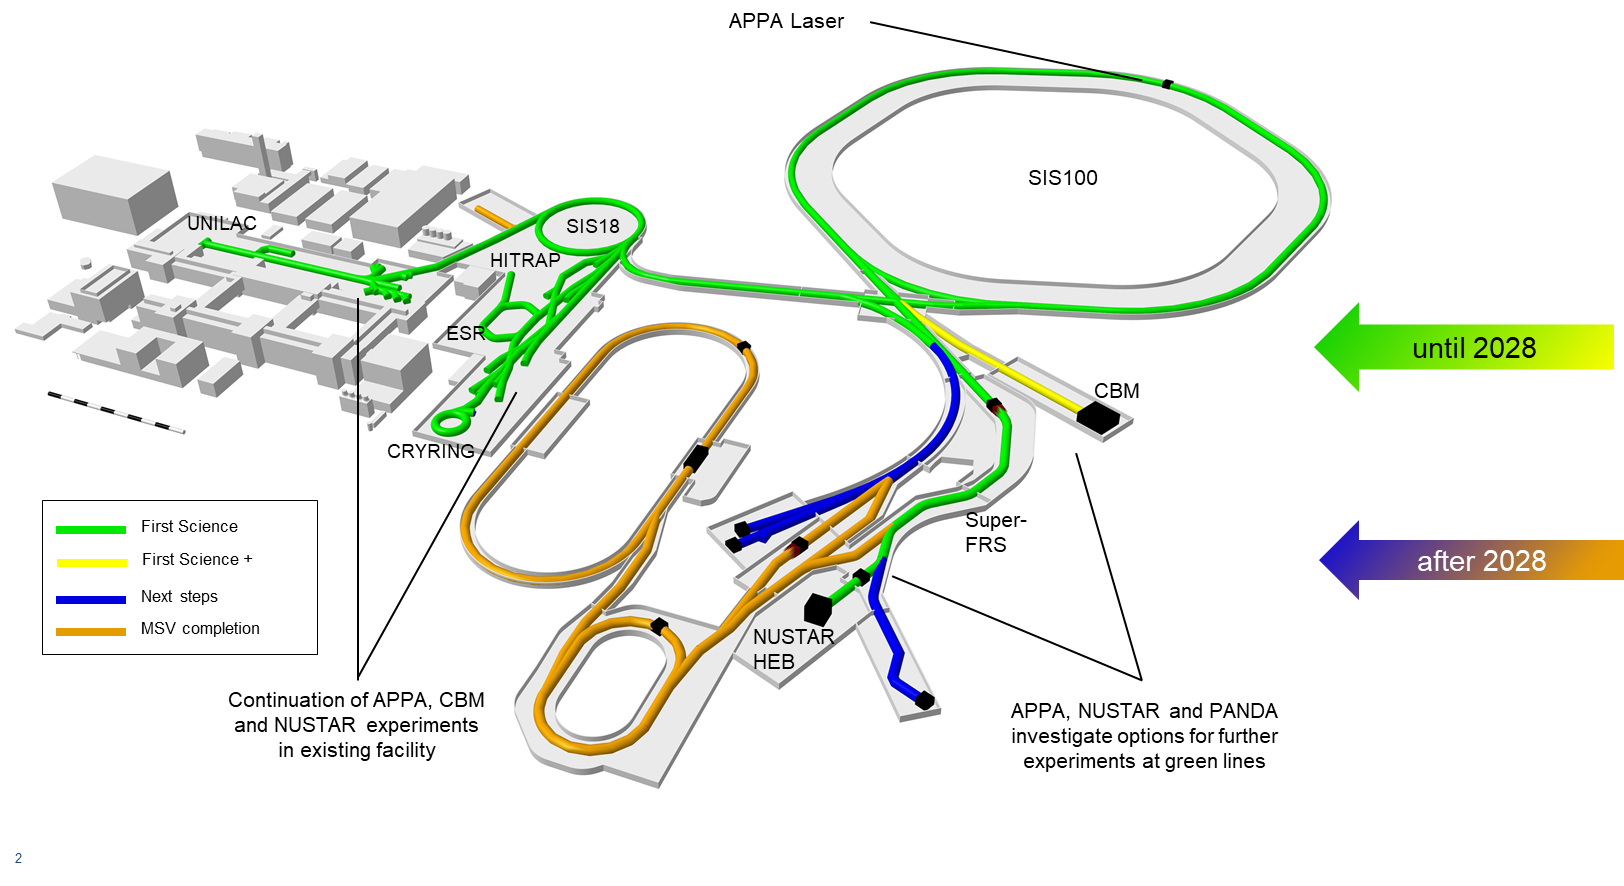 APPA Laser
SIS100
UNILAC
SIS18
HITRAP
ESR
until 2028
CBM
CRYRING
First Science
Super-
FRS
First Science +
after 2028
Next steps
MSV completion
NUSTAR
HEB
Continuation of APPA, CBM
and NUSTAR experiments
in existing facility
APPA, NUSTAR and PANDA
investigate options for further
experiments at green lines
2